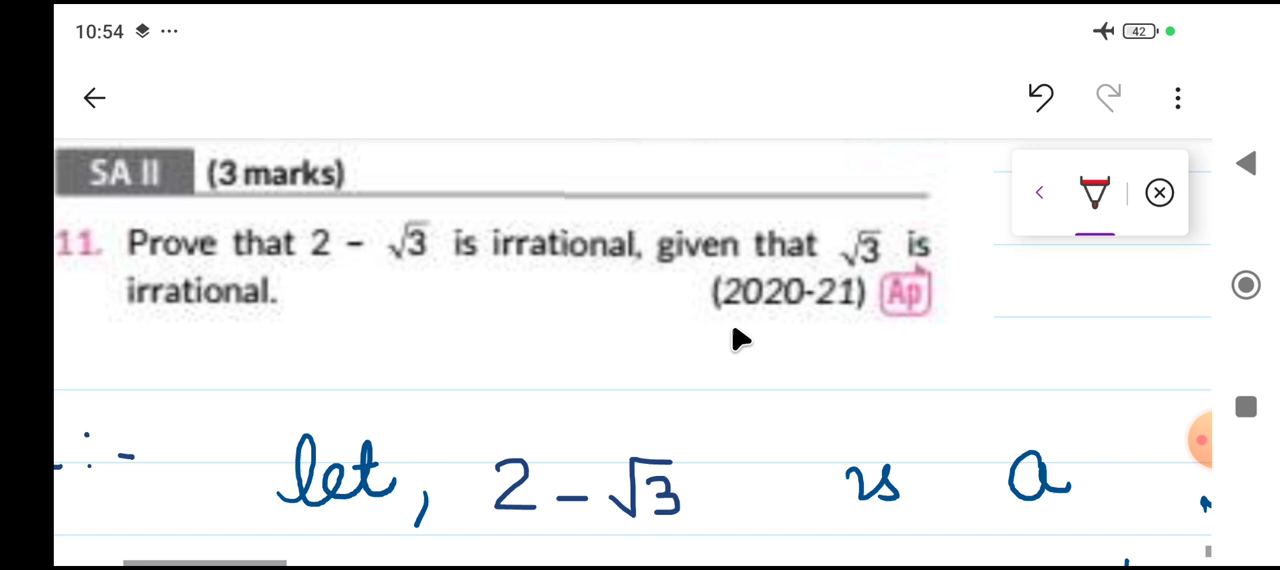 10:54 ...
42
SA II (3 marks)
11. Prove that 2 - √3 is irrational, given that √3 is
irrational. (2020-21) Ap
let, 2 - √3 is a